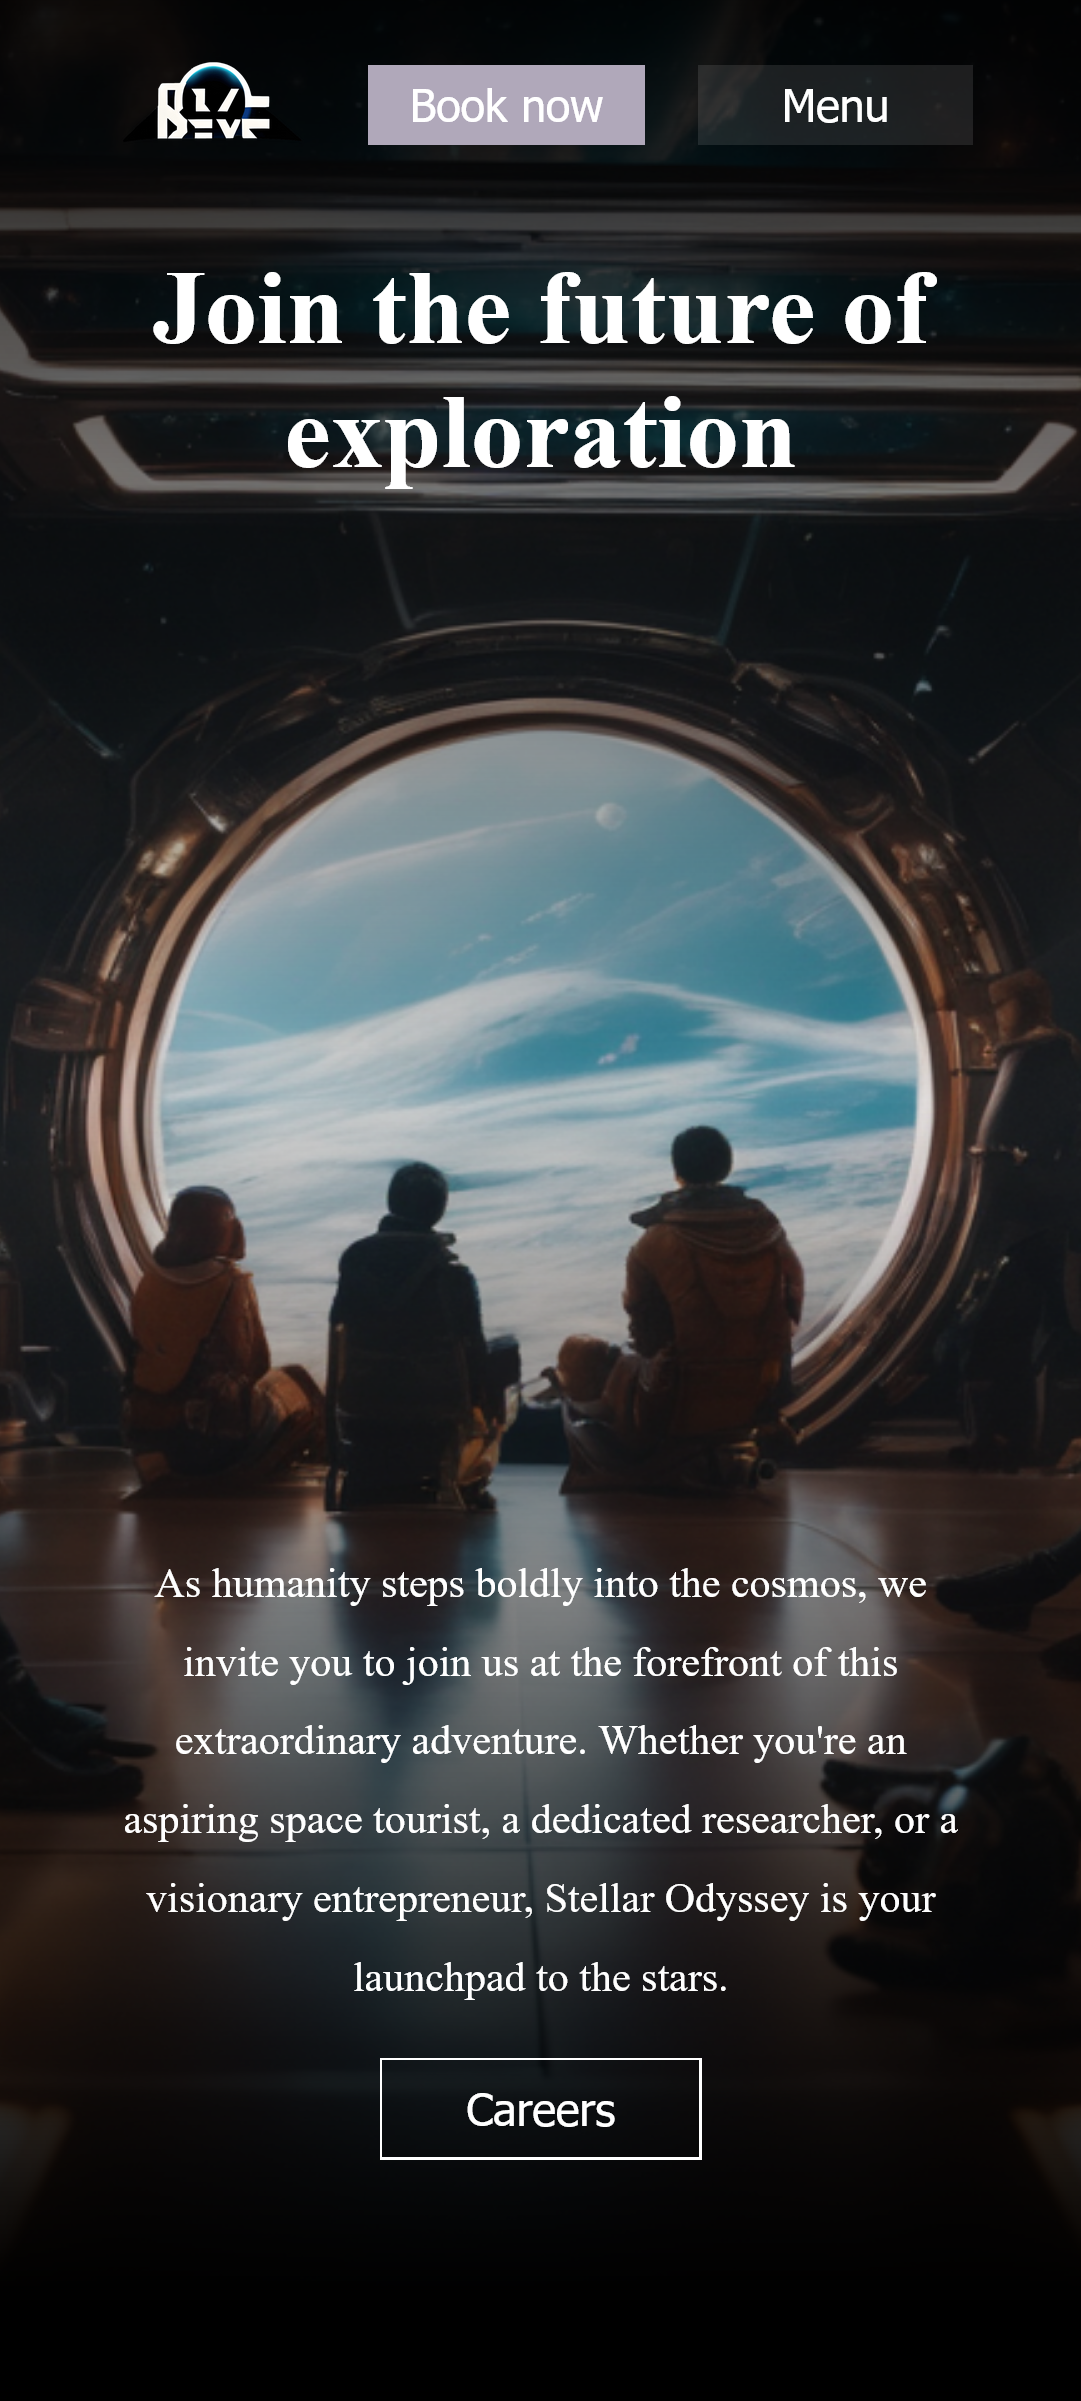 Book now
Menu
Join the future of
exploration
As humanity steps boldly into the cosmos, we
invite you to join us at the forefront of this
extraordinary adventure. Whether you're an
aspiring space tourist, a dedicated researcher, or a
visionary entrepreneur, Stellar Odyssey is your
launchpad to the stars.
Careers